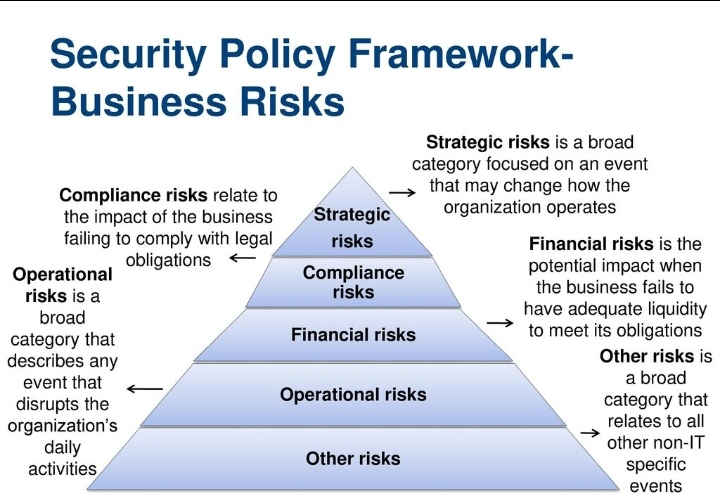 Security Policy Framework-
Business Risks
Strategic risks is a broad
category focused on an event
that may change how the
organization operates
Compliance risks relate to
the impact of the business
failing to comply with legal
obligations
Strategic
risks
Compliance
risks
Financial risks
Operational risks
Other risks
Financial risks is the
potential impact when
the business fails to
have adequate liquidity
to meet its obligations
Operational
risks is a
broad
category that
describes any
event that
disrupts the
organization's
daily
activities
Other risks is
a broad
category that
relates to all
other non-IT
specific
events